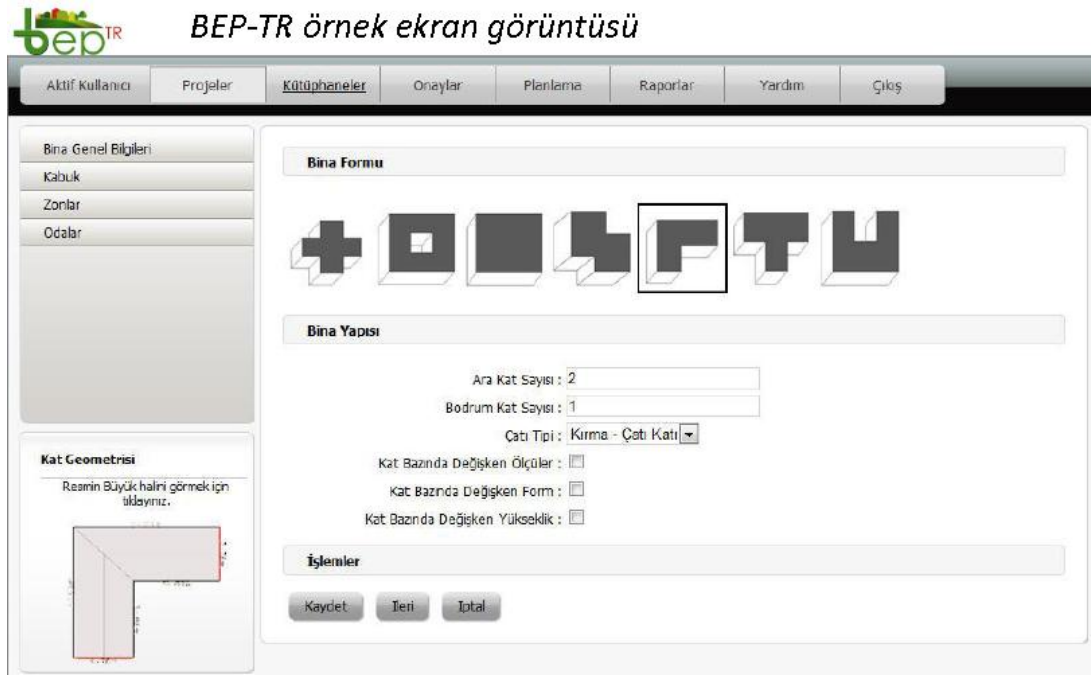 bep TR
BEP-TR örnek ekran görüntüsü
Aktif Kullanıcı Projeler Kütüphaneler Onaylar Planlama Raporlar Yardım Çıkış
Bina Genel Bilgileri
Kabuk
Zonlar
Odalar
Kat Geometrisi
Resmin Büyük halini görmek için
tıklayınız.
Bina Formu
Bina Yapısı
Ara Kat Sayısı : 2
Bodrum Kat Sayısı : 1
Çatı Tipi : Kırma - Çatı Katı
Kat Bazında Değişken Ölçüler :
Kat Bazında Değişken Form :
Kat Bazında Değişken Yükseklik :
İşlemler
Kaydet İleri İptal